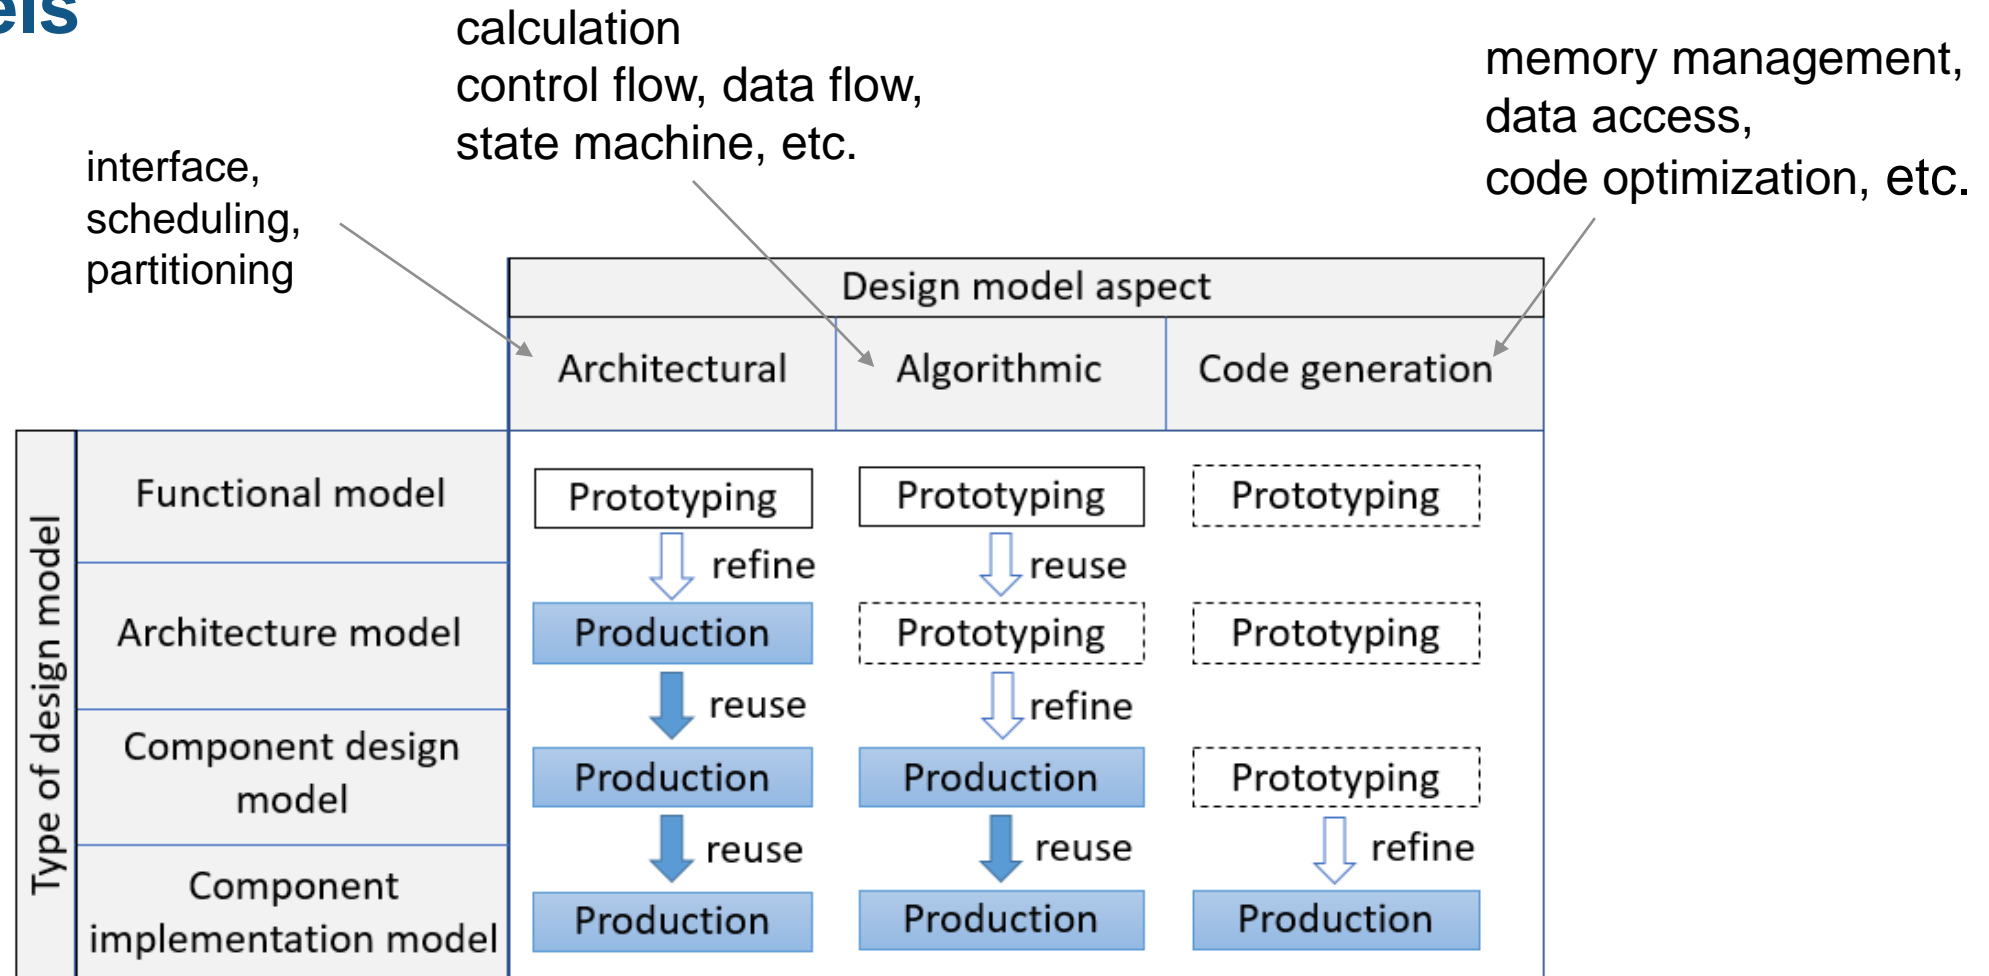 els
calculation
control flow, data flow,
state machine, etc.
memory management,
data access,
code optimization, etc.
interface,
scheduling,
partitioning
Design model aspect
Architectural
Algorithmic
Code generation
Type of design model
Functional model
Prototyping
Prototyping
Prototyping
refine
reuse
Architecture model
Production
Prototyping
Prototyping
reuse
refine
Component design
model
Production
Production
Prototyping
reuse
reuse
refine
Component
implementation model
Production
Production
Production